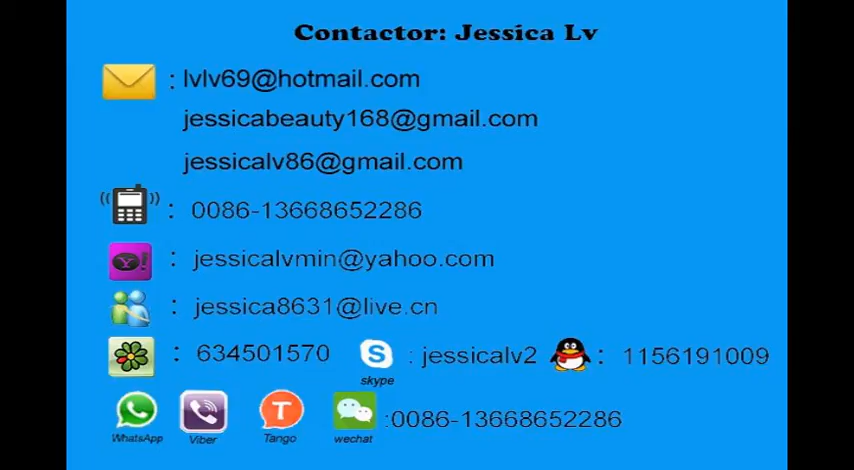 Contactor: Jessica Lv
: lvlv69@hotmail.com
jessicabeauty168@gmail.com
jessicalv86@gmail.com
: 0086-13668652286
Y! : jessicalvmin@yahoo.com
: jessica8631@live.cn
: 634501570 S : jessicalv2 : 1156191009
skype
T :0086-13668652286
WhatsApp Viber Tango wechat